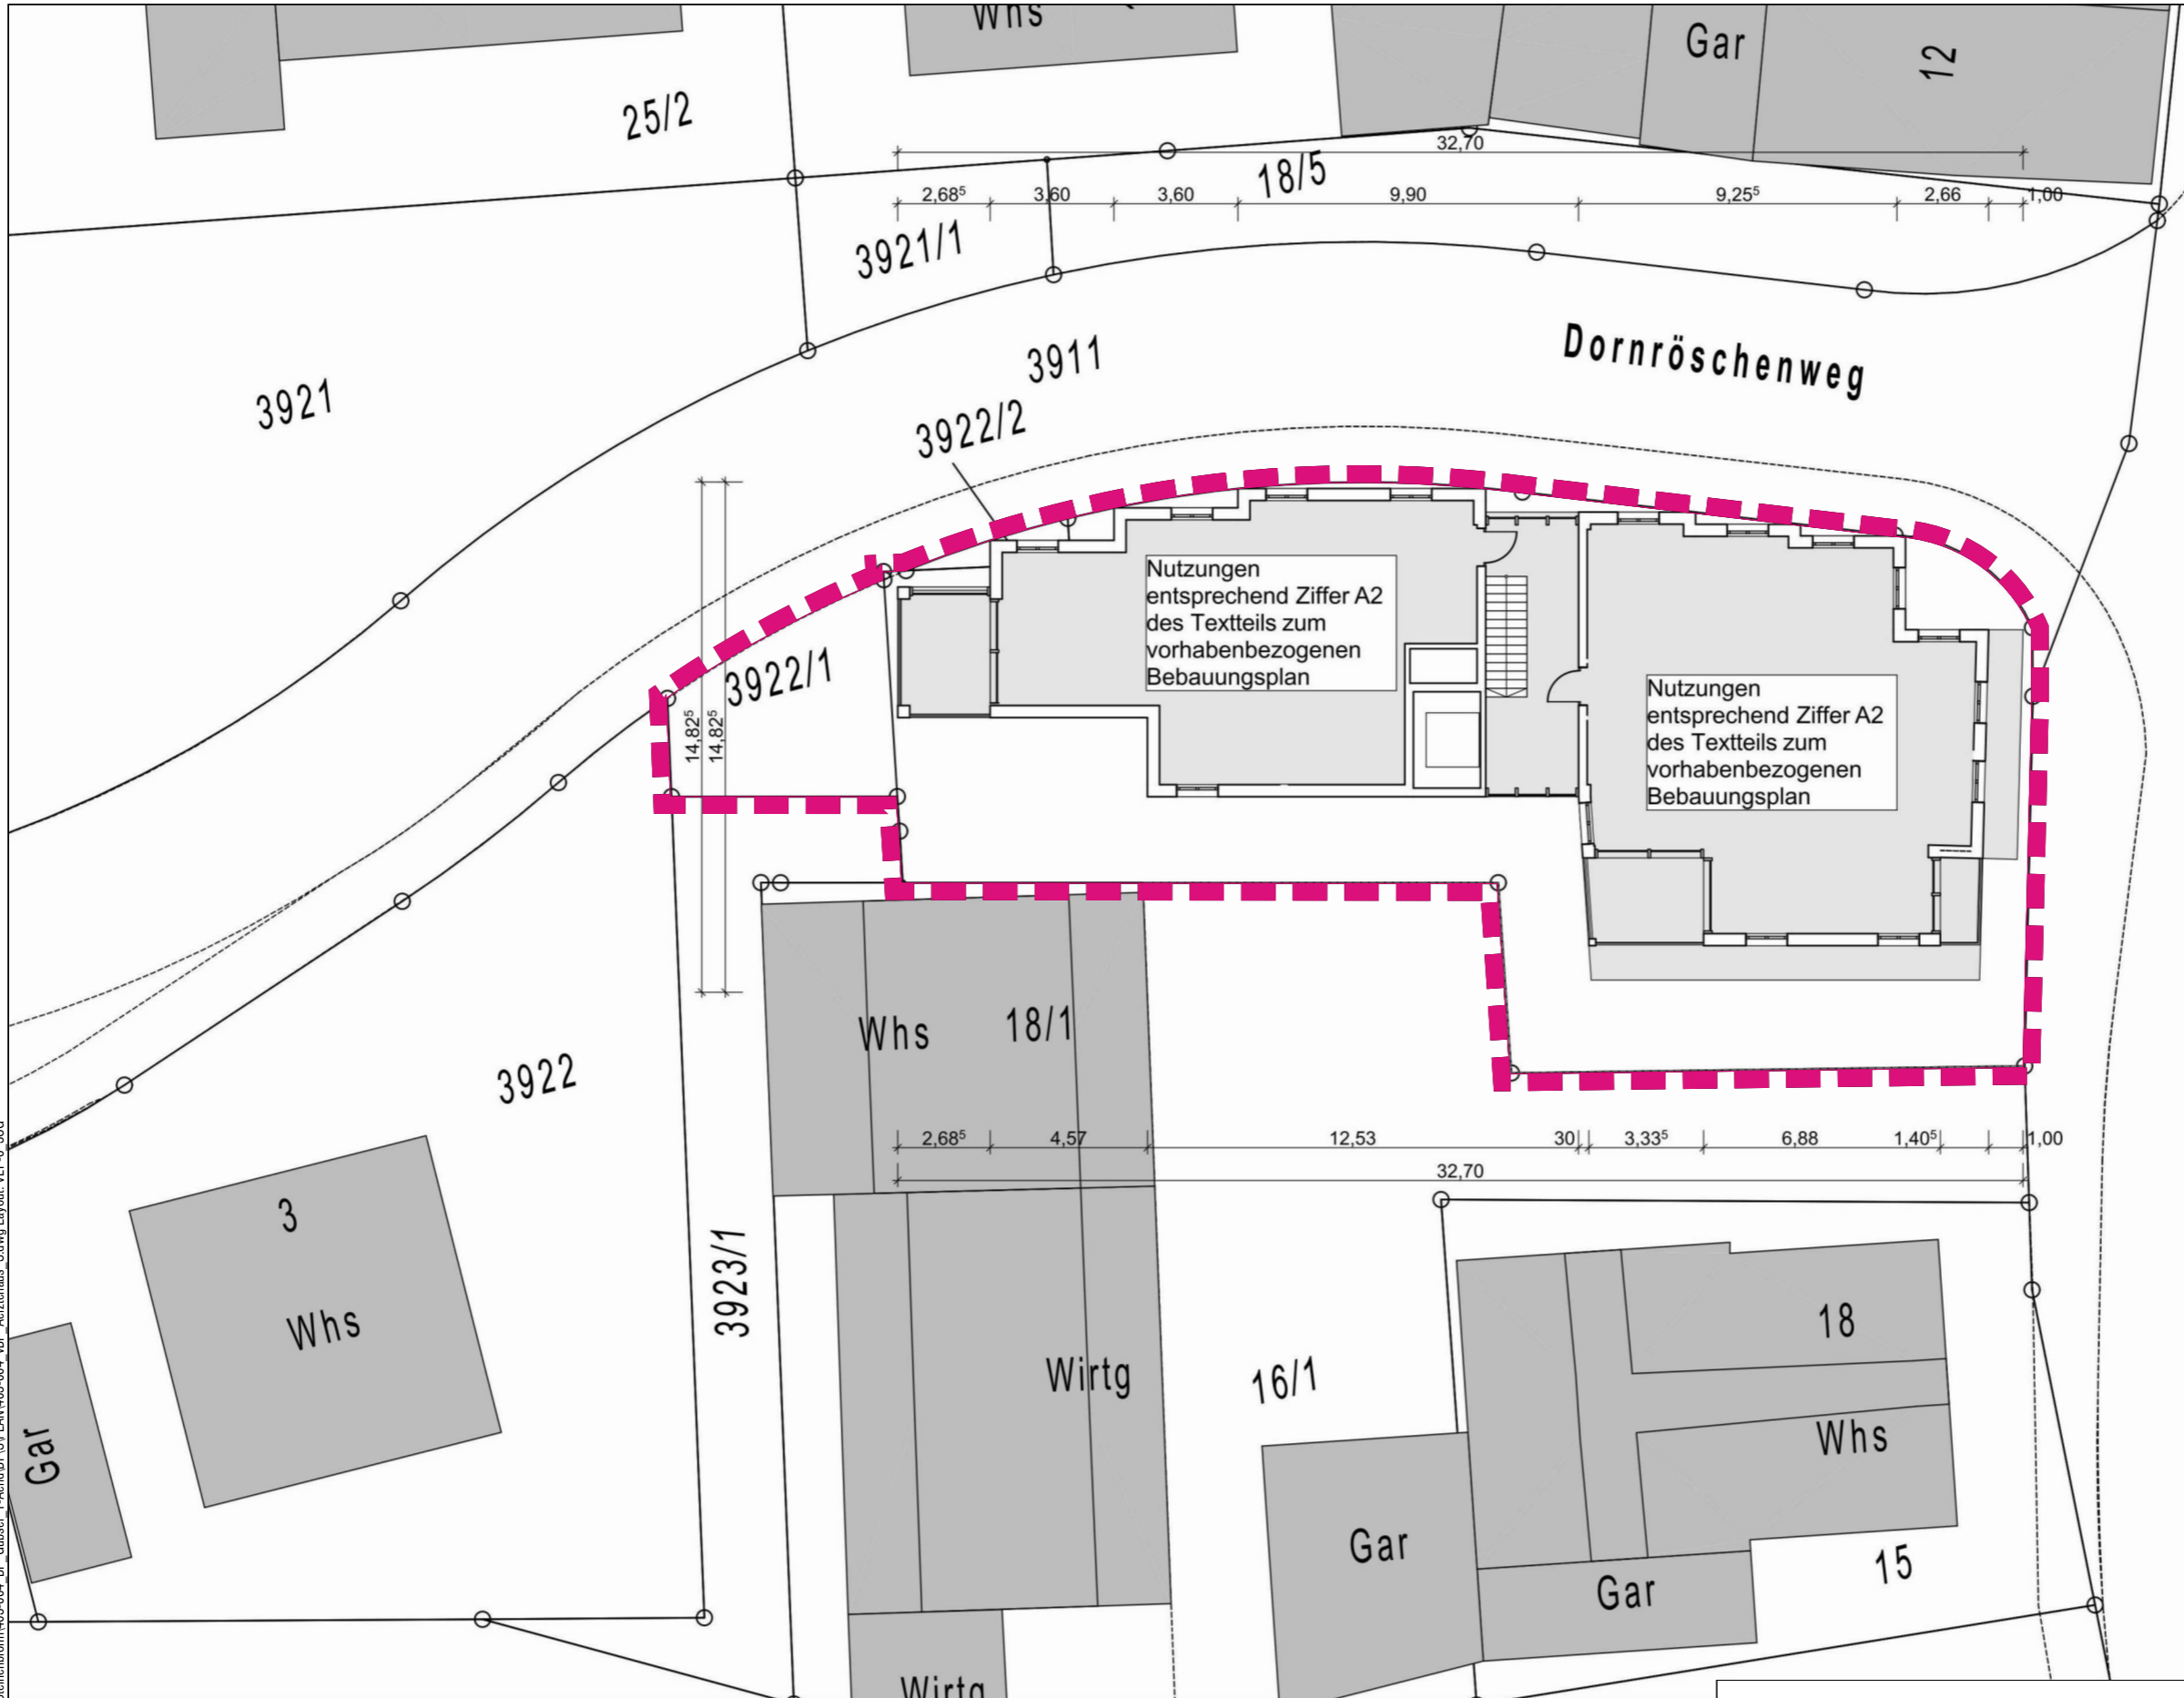 Whs
Gar
12
25/2
32,70
18/5
2,68⁵ 3,60 3,60 9,90 9,25⁵ 2,66 1,00
3921/1
3911
Dornröschenweg
3921
3922/2
Nutzungen
entsprechend Ziffer A2
des Textteils zum
vorhabenbezogenen
Bebauungsplan
3922/1
14,82⁵
14,82⁵
Nutzungen
entsprechend Ziffer A2
des Textteils zum
vorhabenbezogenen
Bebauungsplan
Whs 18/1
3922
2,68⁵ 4,57 12,53 30 3,33⁵ 6,88 1,40⁵ 1,00
32,70
3
Whs
3923/1
18
Wirtg
16/1
Whs
Gar
Gar
Gar
15
Wirtg